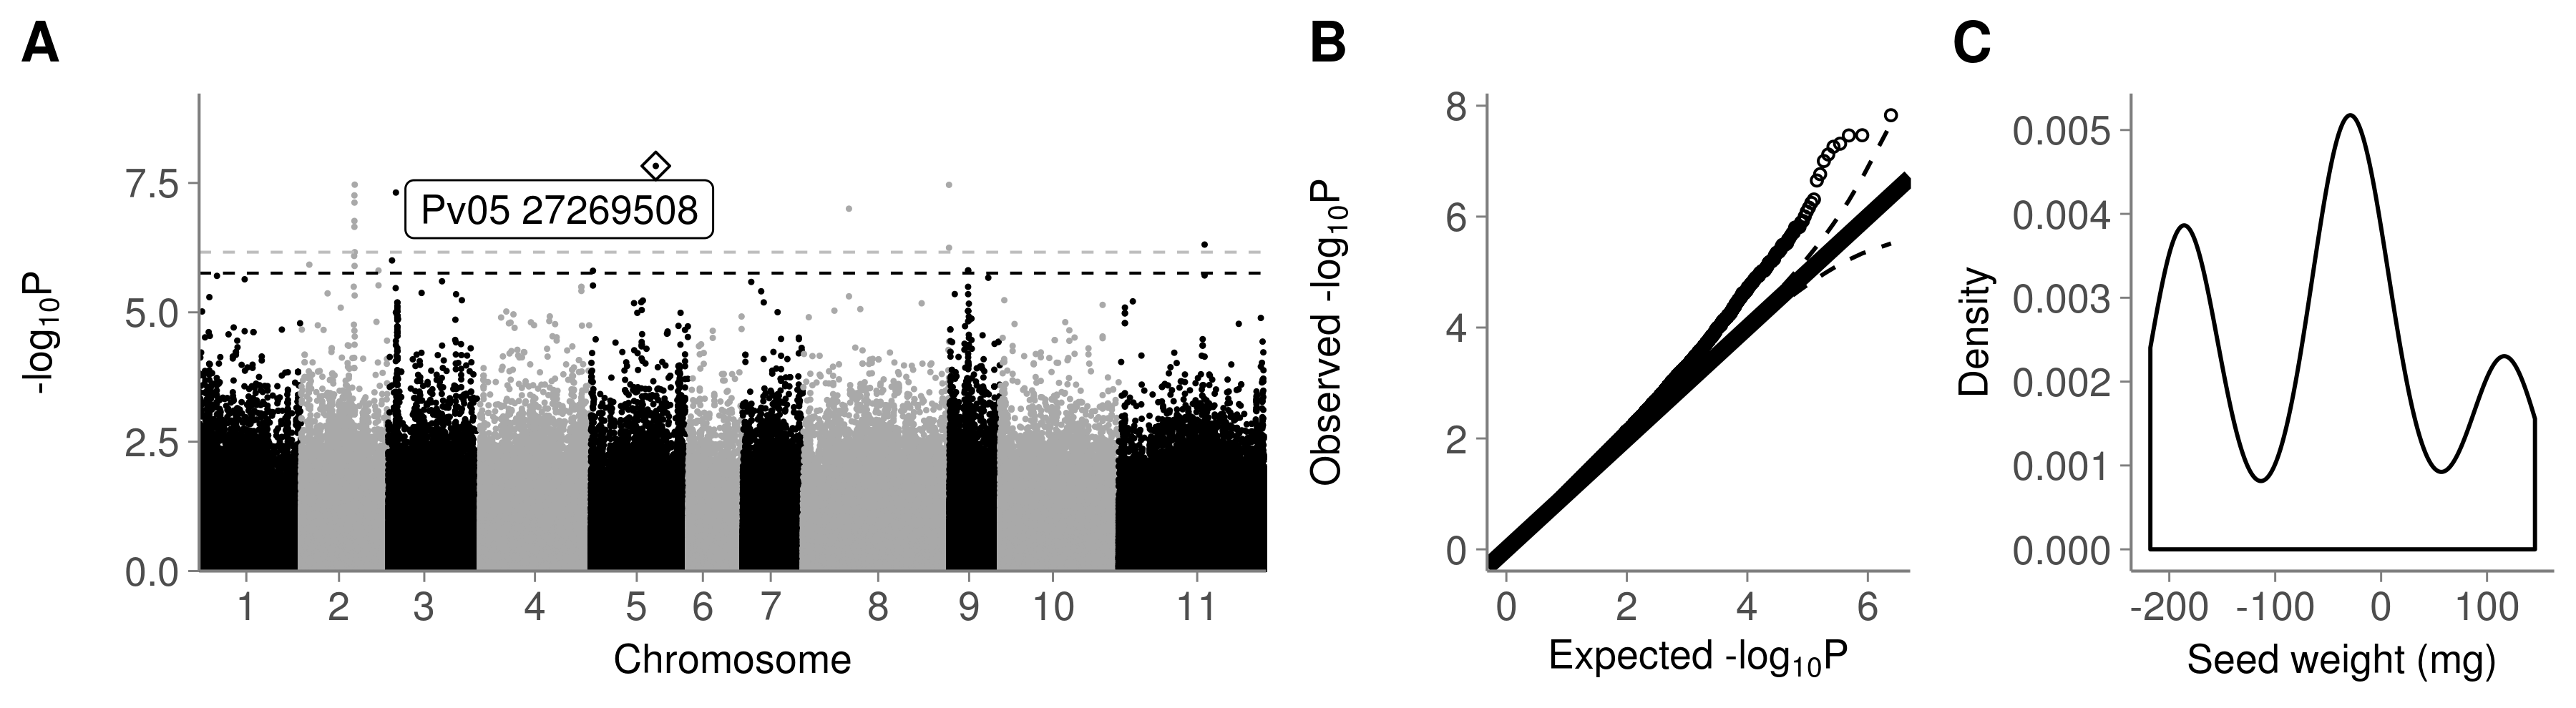 A
-log10P
7.5
5.0
2.5
0.0
Pv05 27269508
1 2 3 4 5 6 7 8 9 10 11
Chromosome
B
Observed -log10P
8
6
4
2
0
0 2 4 6
Expected -log10P
C
Density
0.005
0.004
0.003
0.002
0.001
0.000
-200 -100 0 100
Seed weight (mg)